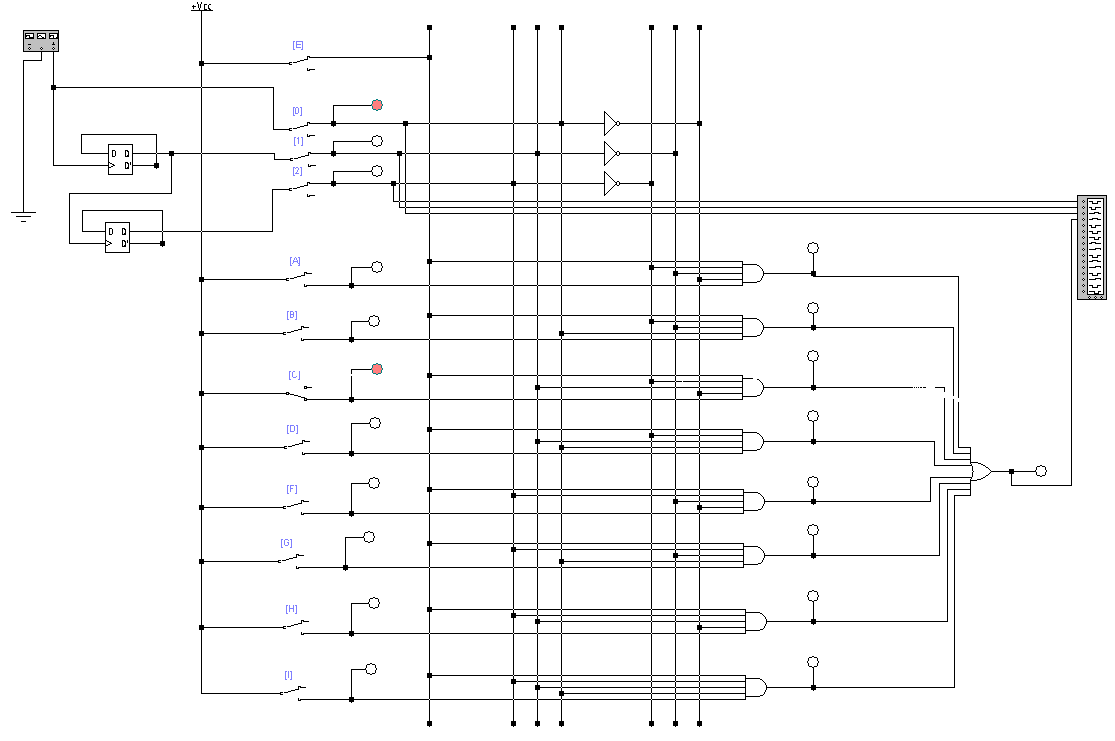 +Vcc
[E]
[0]
[1]
[2]
D Q
Q'
D Q
Q'
[A]
[B]
[C]
[D]
[F]
[G]
[H]
[I]